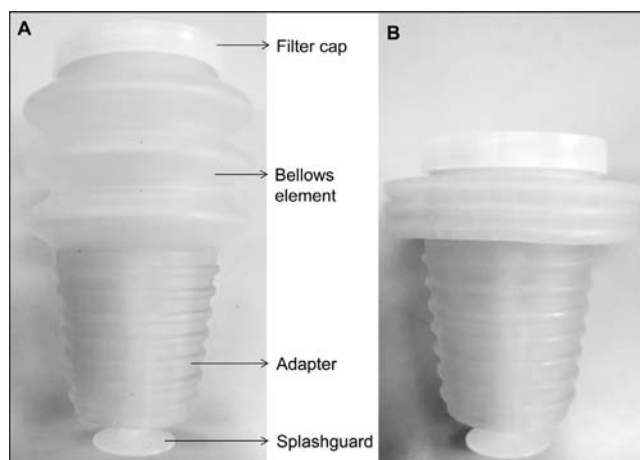 A
Filter cap
B
Bellows
element
Adapter
Splashguard